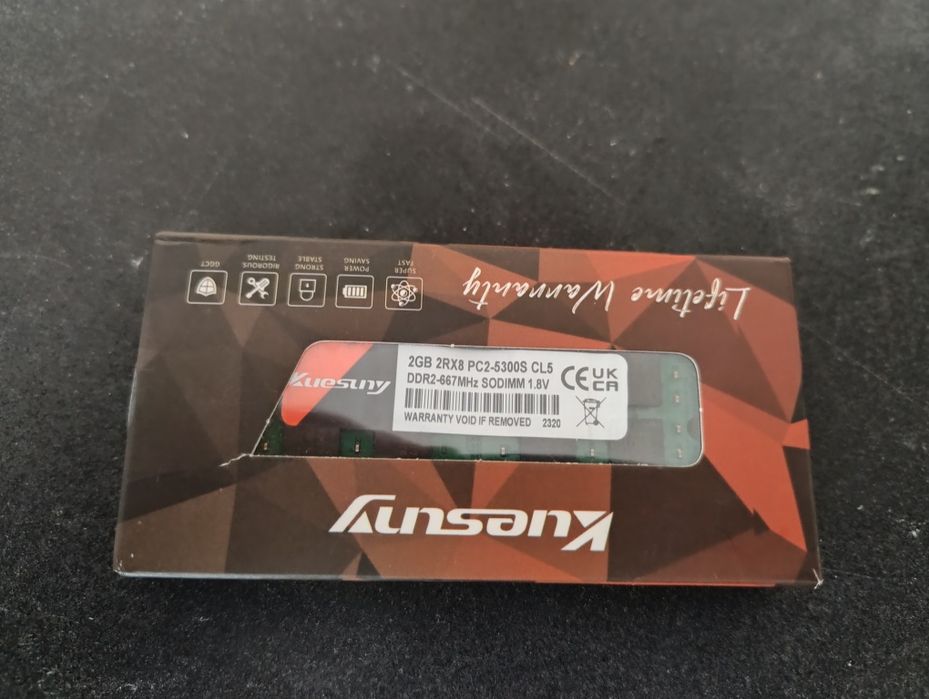 Lifetime Warranty
SUPER
FAST
POWER
SAVING
STRONG
STABLE
RIGOROUS
TESTING
GGCT
Kuesuny
2GB 2RX8 PC2-5300S CL5
DDR2-667MHz SODIMM 1.8V
CE UK
CA
WARRANTY VOID IF REMOVED 2320
Kuesuny